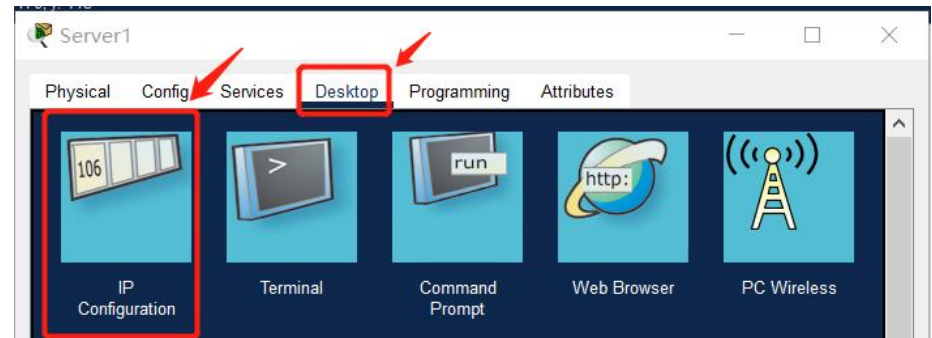 Server1
Physical Config Services Desktop Programming Attributes
106 > run http:
IP Configuration
Terminal
Command Prompt
Web Browser
PC Wireless